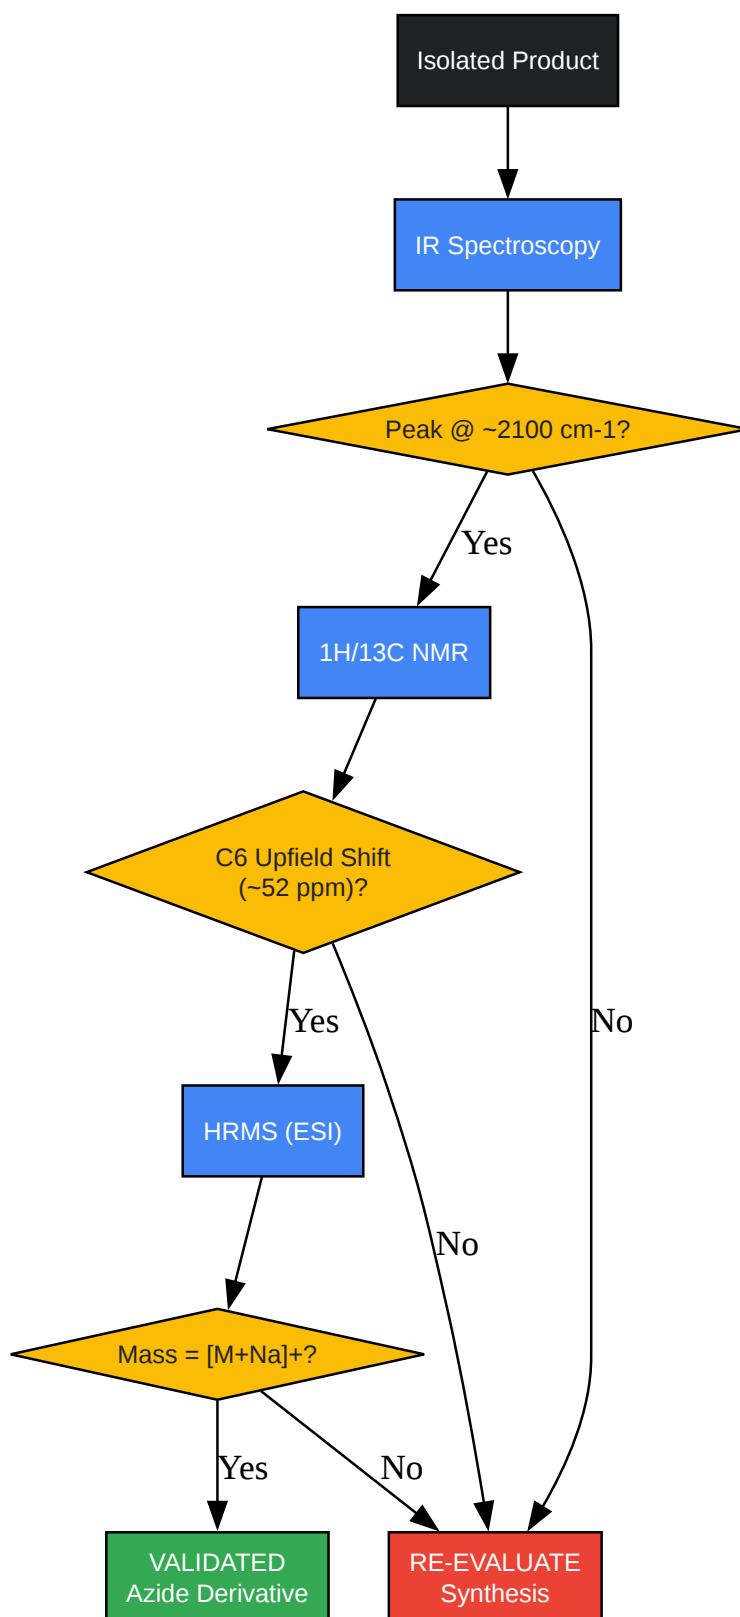 Isolated Product
IR Spectroscopy
Peak @ ~2100 cm-1?
Yes
1H/13C NMR
C6 Upfield Shift
(~52 ppm)?
Yes
No
HRMS (ESI)
No
Mass = [M+Na]+?
Yes
No
VALIDATED
Azide Derivative
RE-EVALUATE
Synthesis